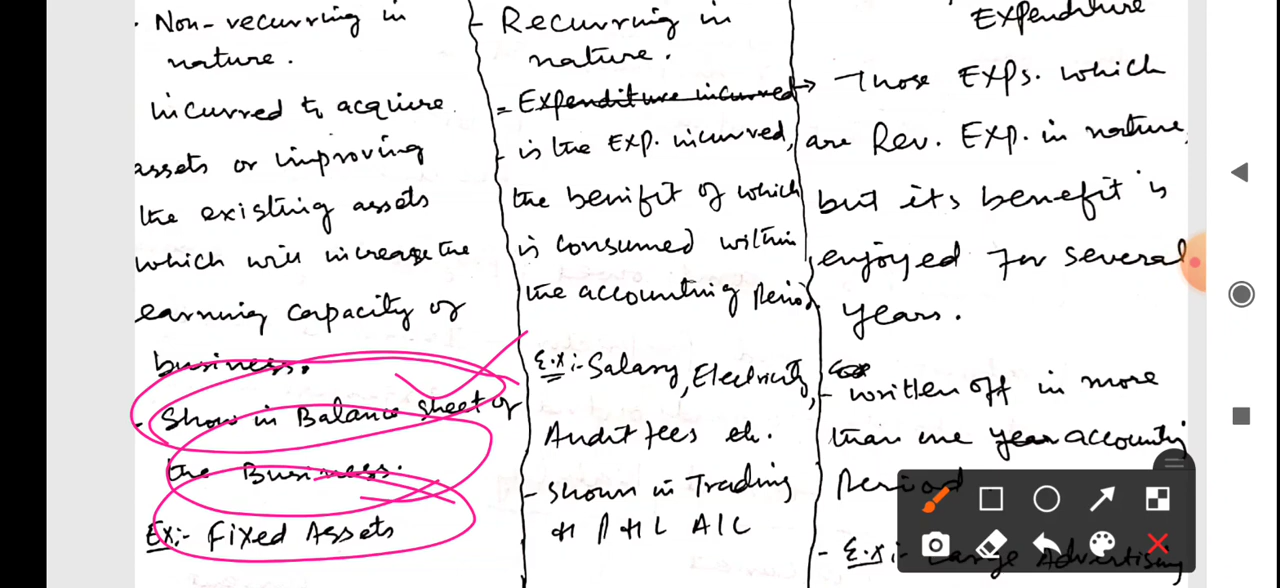 - Non-recurring in
nature.
incurred to acquire
assets or improving
the existing assets
which will increase the
earning capacity of
business.
- Show in Balance Sheet of
the Business.
Ex:- Fixed Assets
- Recurring in
nature.
= Expenditure incurred
- is the Exp. incurred,
the benifit of which
is consumed within
the accounting Period.
E.x:- Salary, Electricity,
Audit fees etc.
- Shown in Trading
P & L A/C
Expenditure
→ Those EXPs. which
are Rev. Exp. in nature,
but its benefit is
enjoyed for several
years.
- written off in more
than one year accounting
Period
- E.x:- Large Advertising